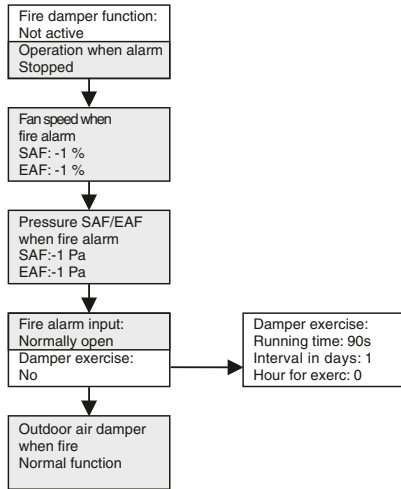 Fire damper function:
Not active
Operation when alarm
Stopped
Fan speed when
fire alarm
SAF: -1 %
EAF: -1 %
Pressure SAF/EAF
when fire alarm
SAF:-1 Pa
EAF:-1 Pa
Fire alarm input:
Normally open
Damper exercise:
No
Damper exercise:
Running time: 90s
Interval in days: 1
Hour for exerc: 0
Outdoor air damper
when fire
Normal function